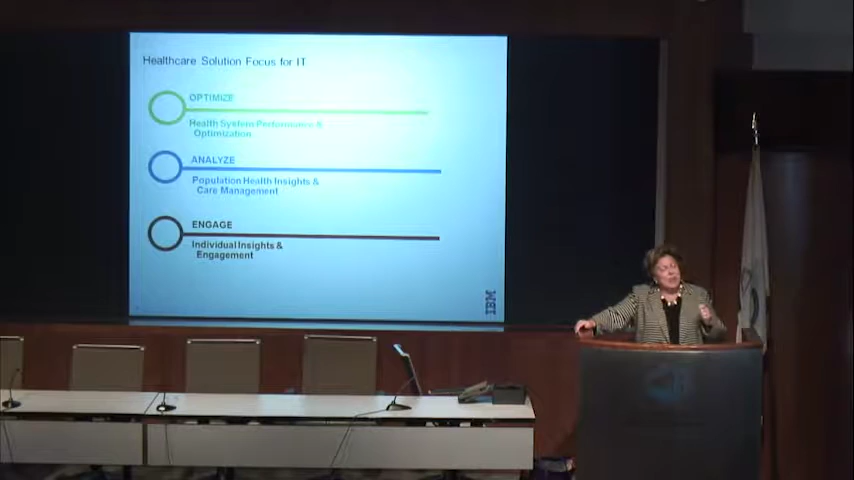 Healthcare Solution Focus for IT
OPTIMIZE
Health System Performance &
Optimization
ANALYZE
Population Health Insights &
Care Management
ENGAGE
Individual Insights &
Engagement
IBM